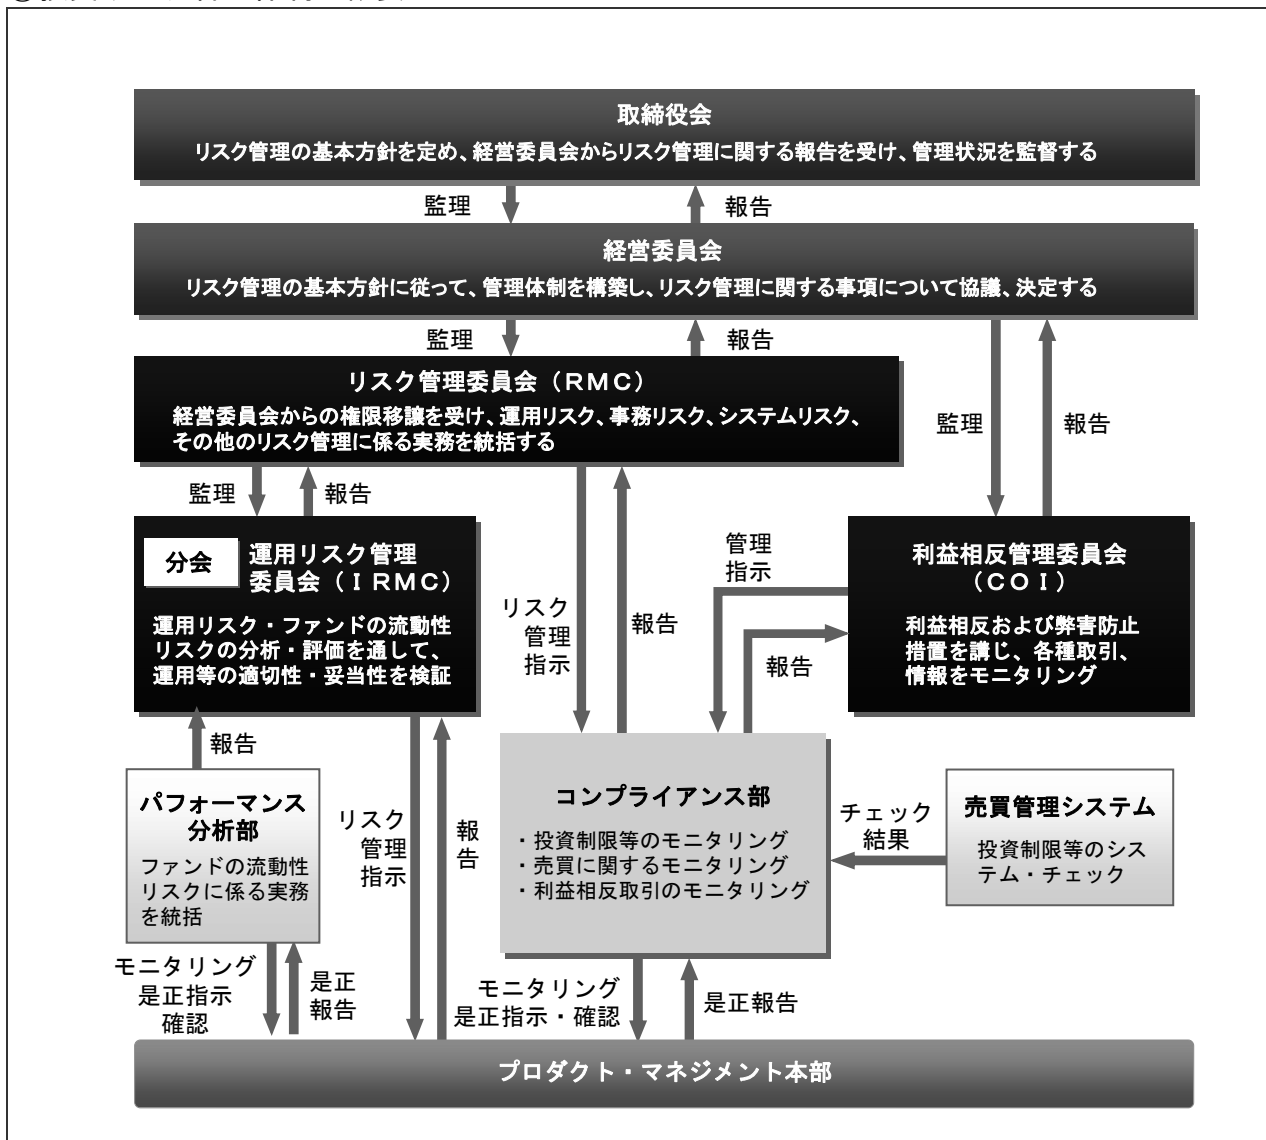 取締役会
リスク管理の基本方針を定め、経営委員会からリスク管理に関する報告を受け、管理状況を監督する
監理
報告
経営委員会
リスク管理の基本方針に従って、管理体制を構築し、リスク管理に関する事項について協議、決定する
監理
報告
リスク管理委員会（ＲＭＣ）
経営委員会からの権限移譲を受け、運用リスク、事務リスク、システムリスク、
その他のリスク管理に係る実務を統括する
監理
報告
監理
報告
分会
運用リスク管理
委員会（ＩＲＭＣ）
運用リスク・ファンドの流動性
リスクの分析・評価を通して、
運用等の適切性・妥当性を検証
リスク
管理
指示
報告
管理
指示
報告
利益相反管理委員会
（ＣＯＩ）
利益相反および弊害防止
措置を講じ、各種取引、
情報をモニタリング
報告
パフォーマンス
分析部
ファンドの流動性
リスクに係る実務
を統括
リスク
管理
指示
報
告
コンプライアンス部
・投資制限等のモニタリング
・売買に関するモニタリング
・利益相反取引のモニタリング
チェック
結果
売買管理システム
投資制限等のシス
テム・チェック
モニタリング
是正指示
確認
是正
報告
モニタリング
是正指示・確認
是正報告
プロダクト・マネジメント本部